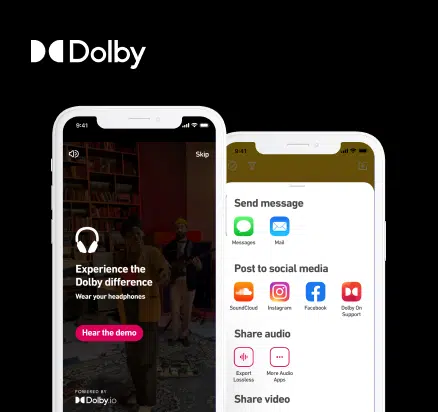 Dolby
9:41
Skip
Experience the
Dolby difference
Wear your headphones
Hear the demo
POWERED BY
Dolby.io
9:41
Send message
Messages
Mail
Post to social media
SoundCloud
Instagram
Facebook
Dolby On
Support
Share audio
Export
Lossless
More Audio
Apps
Share video